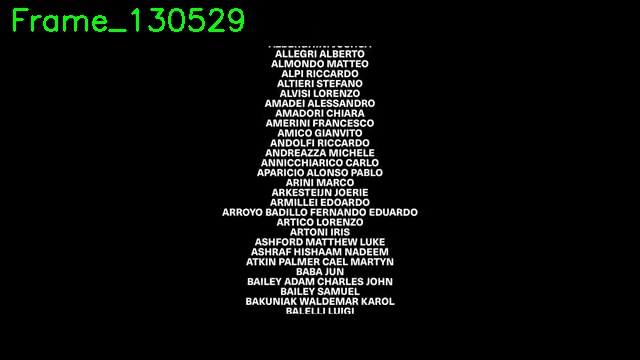 Frame_130529
ALLEGRI ALBERTO
ALMONDO MATTEO
ALPI RICCARDO
ALTIERI STEFANO
ALVISI LORENZO
AMADEI ALESSANDRO
AMADORI CHIARA
AMERINI FRANCESCO
AMICO GIANVITO
ANDOLFI RICCARDO
ANDREAZZA MICHELE
ANNICCHIARICO CARLO
APARICIO ALONSO PABLO
ARINI MARCO
ARKESTEIJN JOERIE
ARMILLEI EDOARDO
ARROYO BADILLO FERNANDO EDUARDO
ARTICO LORENZO
ARTONI IRIS
ASHFORD MATTHEW LUKE
ASHRAF HISHAAM NADEEM
ATKIN PALMER CAEL MARTYN
BABA JUN
BAILEY ADAM CHARLES JOHN
BAILEY SAMUEL
BAKUNIAK WALDEMAR KAROL
BALELLI LUIGI